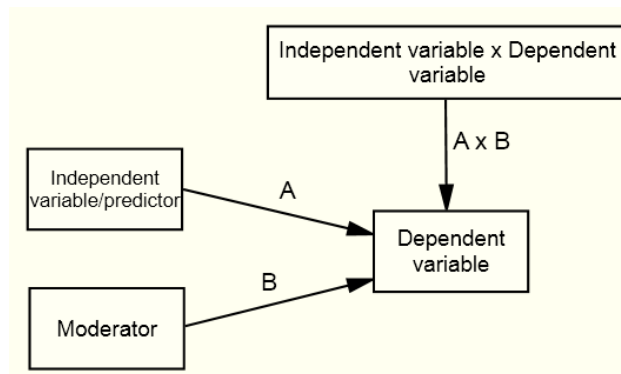 Independent variable x Dependent
variable
A x B
Independent
variable/predictor
A
Dependent
variable
B
Moderator